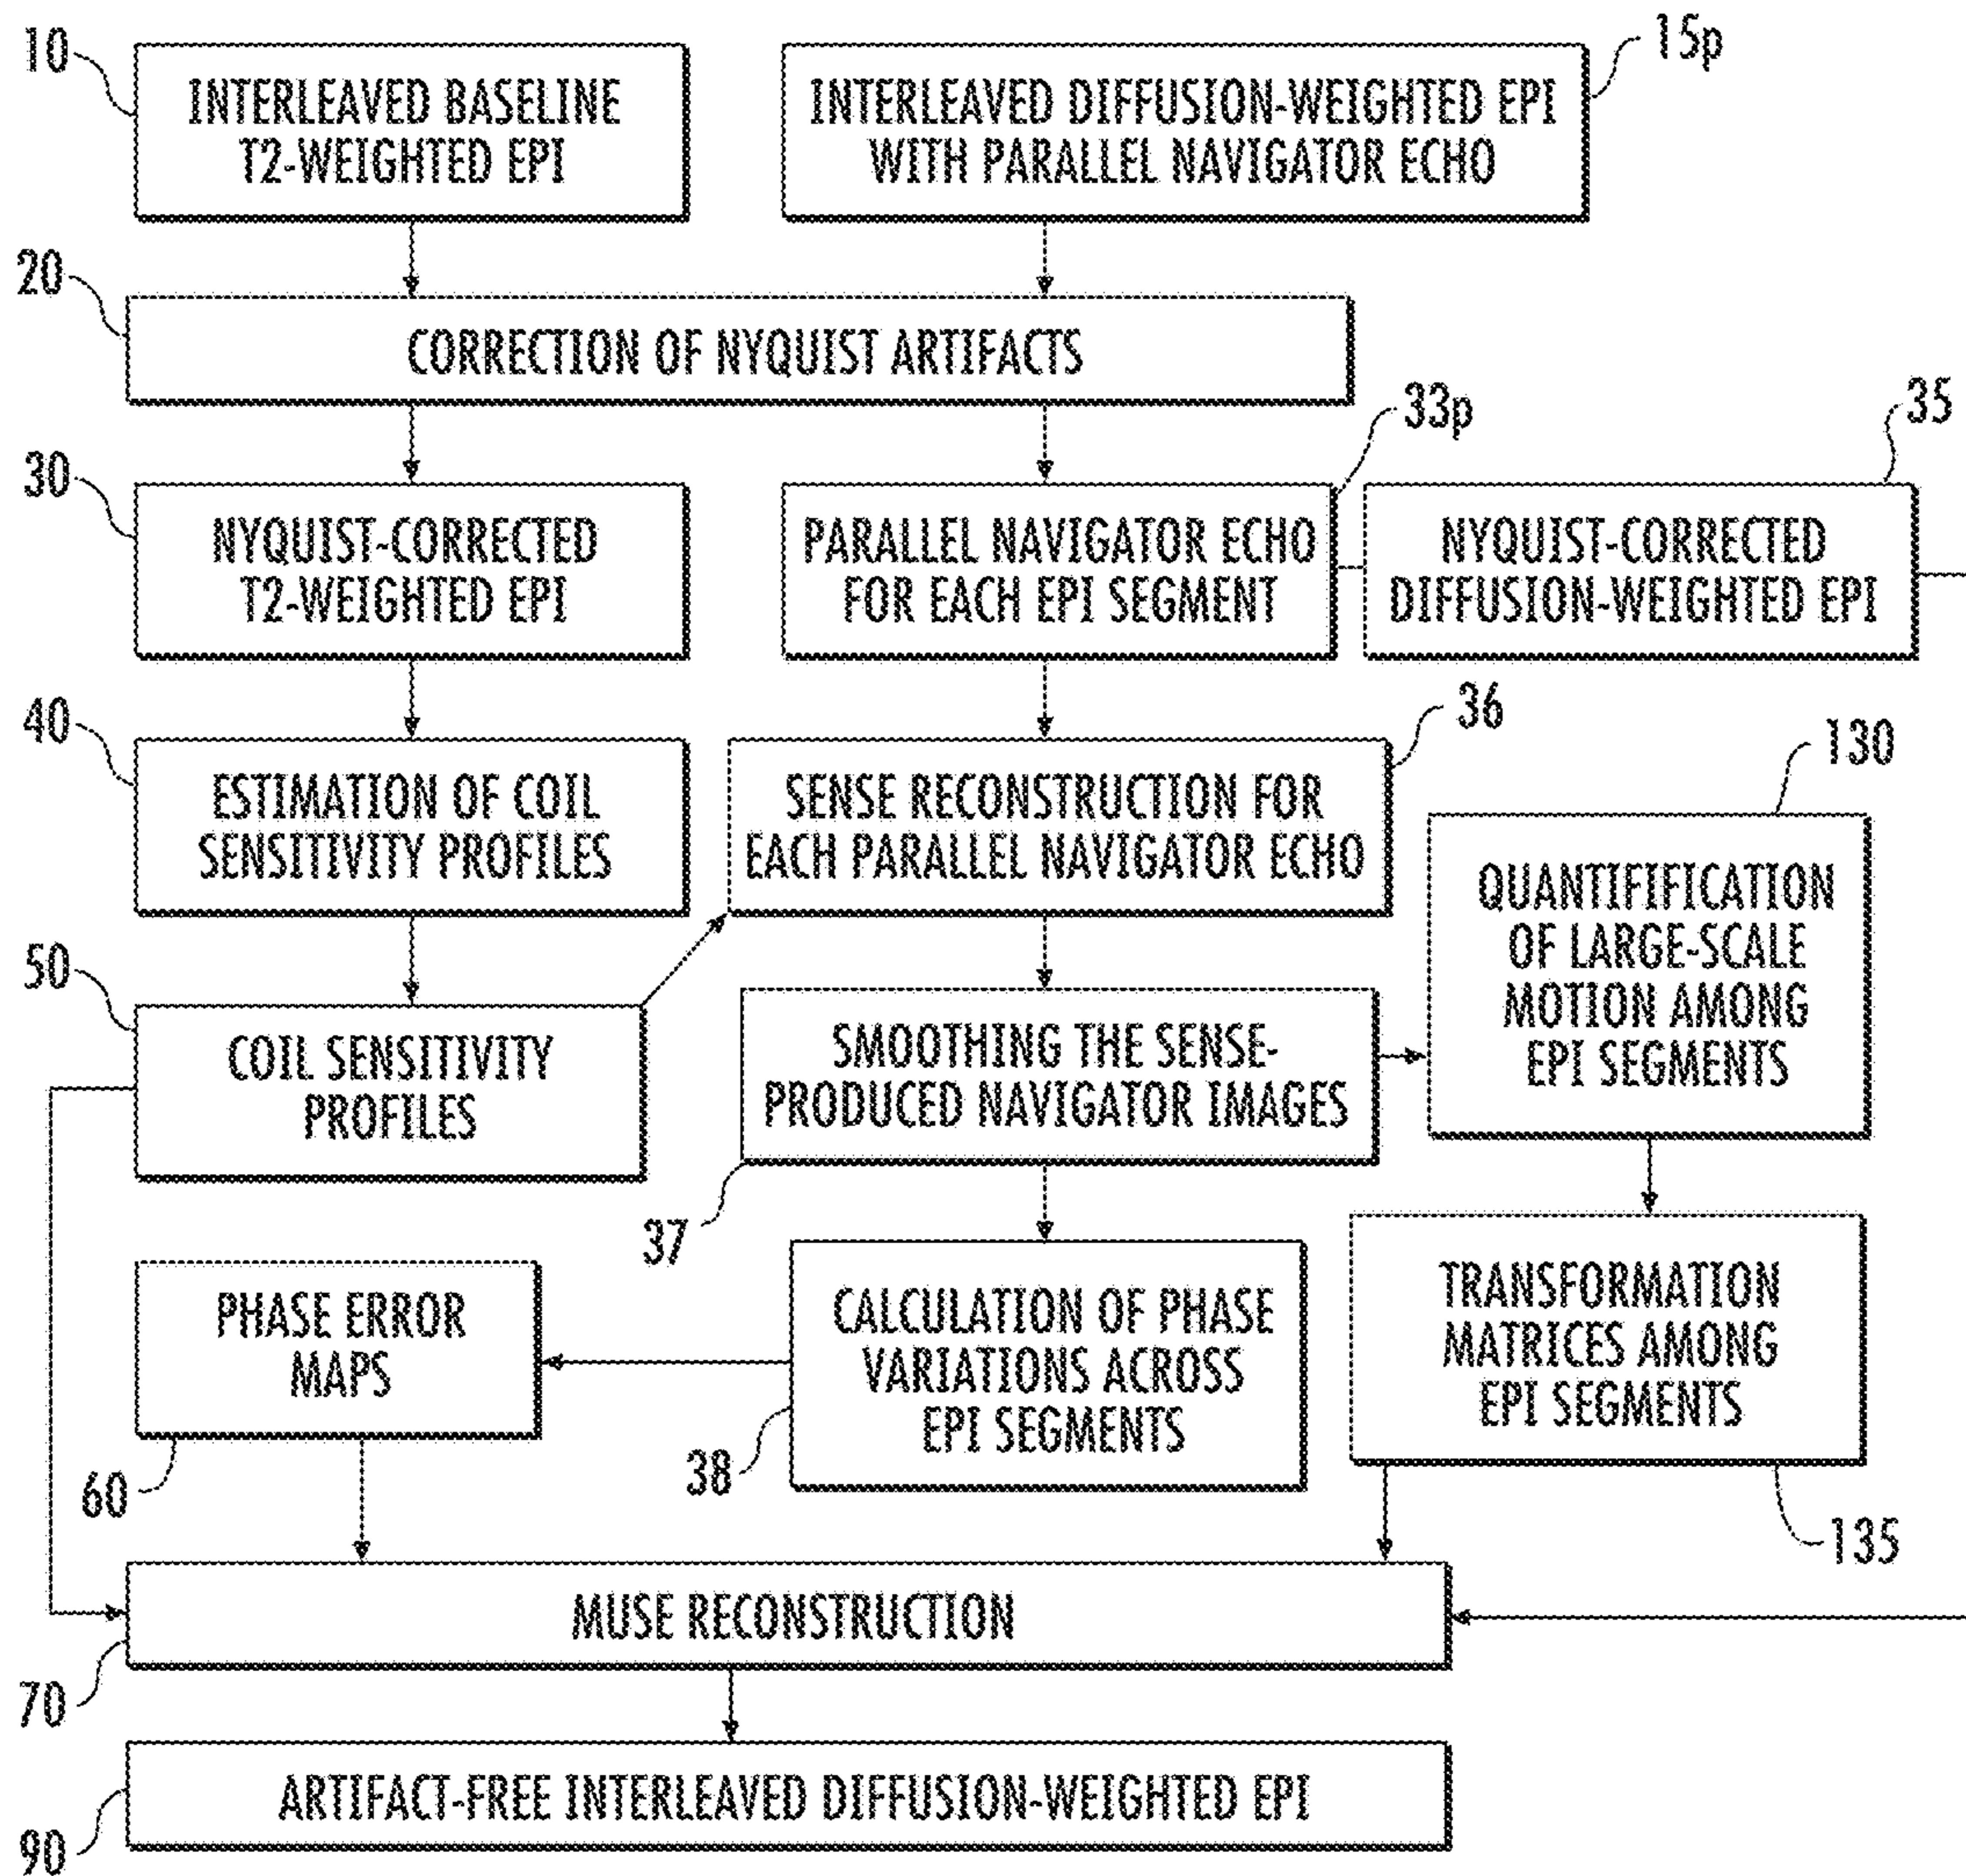 10
INTERLEAVED BASELINE
T2-WEIGHTED EPI
15p
INTERLEAVED DIFFUSION-WEIGHTED EPI
WITH PARALLEL NAVIGATOR ECHO
20
CORRECTION OF NYQUIST ARTIFACTS
30
NYQUIST-CORRECTED
T2-WEIGHTED EPI
33p
PARALLEL NAVIGATOR ECHO
FOR EACH EPI SEGMENT
35
NYQUIST-CORRECTED
DIFFUSION-WEIGHTED EPI
40
ESTIMATION OF COIL
SENSITIVITY PROFILES
36
SENSE RECONSTRUCTION FOR
EACH PARALLEL NAVIGATOR ECHO
130
QUANTIFIFICATION
OF LARGE-SCALE
MOTION AMONG
EPI SEGMENTS
50
COIL SENSITIVITY
PROFILES
SMOOTHING THE SENSE-
PRODUCED NAVIGATOR IMAGES
37
PHASE ERROR
MAPS
60
CALCULATION OF PHASE
VARIATIONS ACROSS
EPI SEGMENTS
38
TRANSFORMATION
MATRICES AMONG
EPI SEGMENTS
135
MUSE RECONSTRUCTION
70
ARTIFACT-FREE INTERLEAVED DIFFUSION-WEIGHTED EPI
90